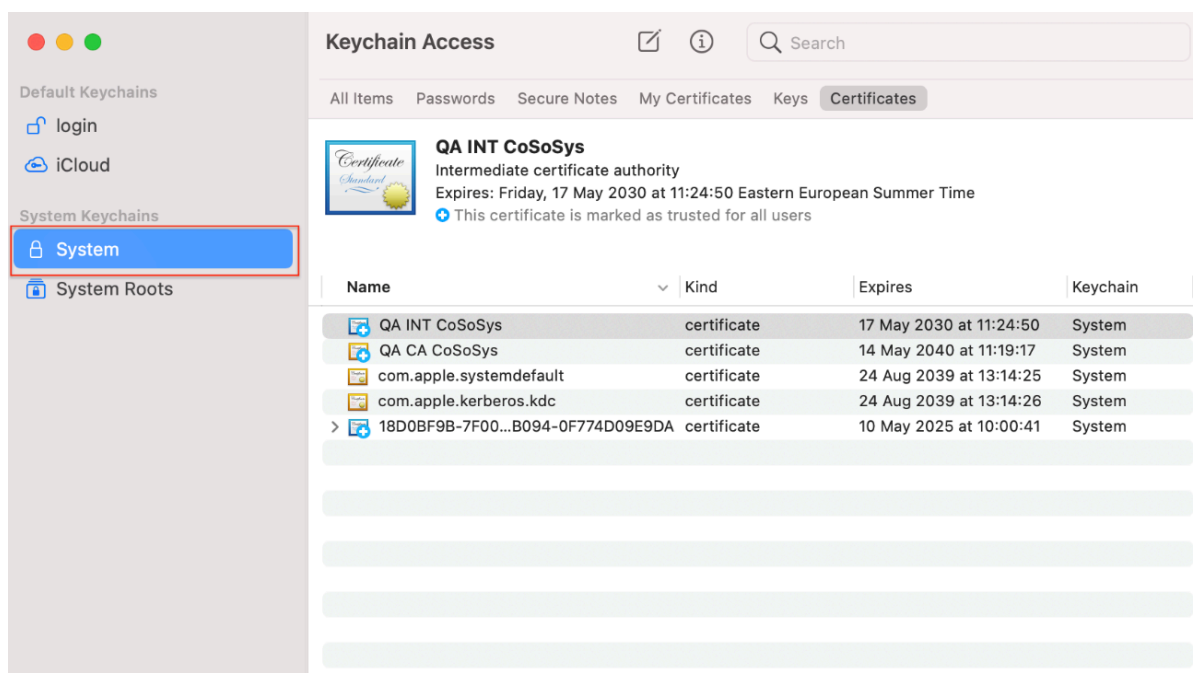 Keychain Access
Search
Default Keychains
login
iCloud
System Keychains
System
System Roots
All Items Passwords Secure Notes My Certificates Keys Certificates
Certificate
Standard
QA INT CoSoSys
Intermediate certificate authority
Expires: Friday, 17 May 2030 at 11:24:50 Eastern European Summer Time
This certificate is marked as trusted for all users
Name Kind Expires Keychain
QA INT CoSoSys certificate 17 May 2030 at 11:24:50 System
QA CA CoSoSys certificate 14 May 2040 at 11:19:17 System
com.apple.systemdefault certificate 24 Aug 2039 at 13:14:25 System
com.apple.kerberos.kdc certificate 24 Aug 2039 at 13:14:26 System
18D0BF9B-7F00...B094-0F774D09E9DA certificate 10 May 2025 at 10:00:41 System